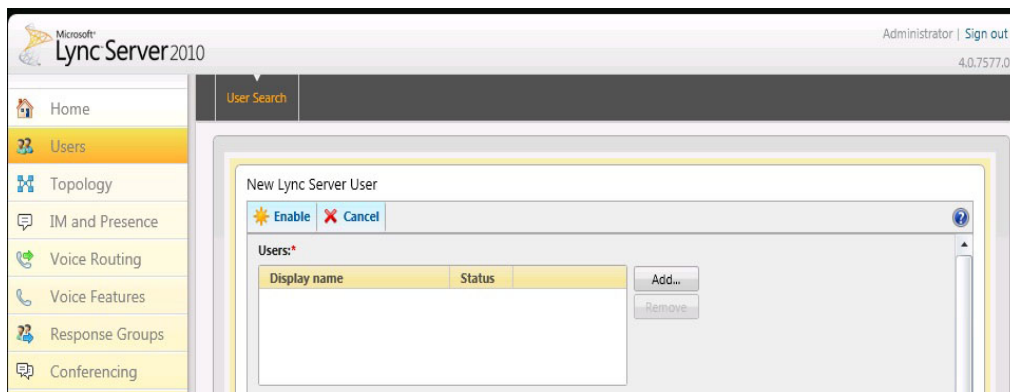 Microsoft®
Lync Server 2010
Administrator | Sign out
4.0.7577.0
Home
Users
Topology
IM and Presence
Voice Routing
Voice Features
Response Groups
Conferencing
User Search
New Lync Server User
Enable
Cancel
Users:*
Display name
Status
Add...
Remove